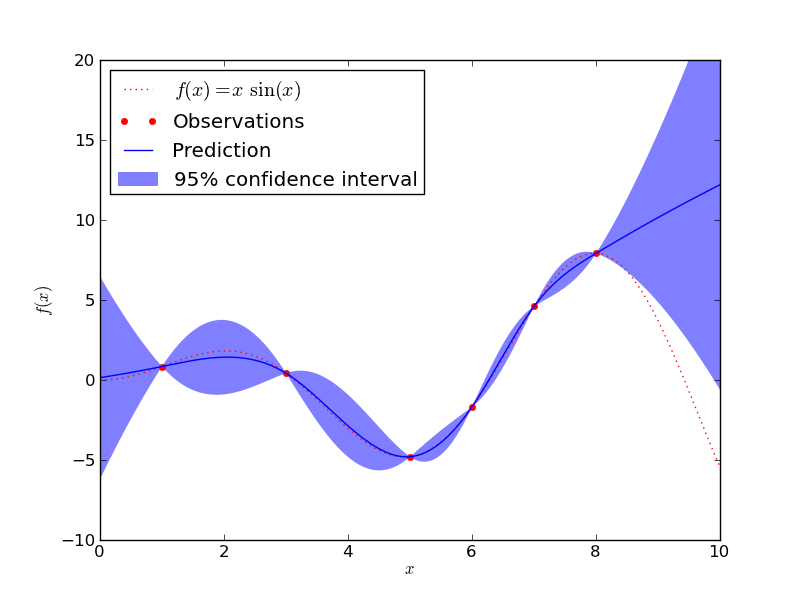 f(x) = x sin(x)
Observations
Prediction
95% confidence interval
20
15
10
5
0
−5
−10
f(x)
0 2 4 6 8 10
x